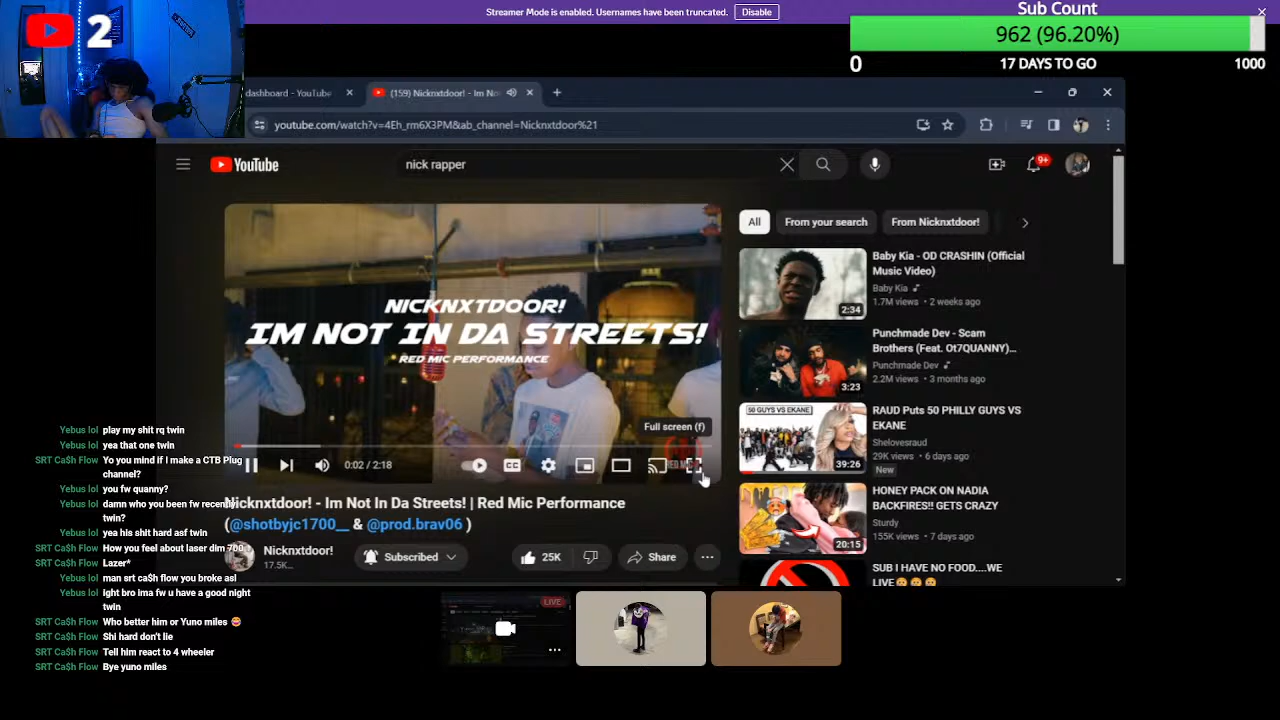 Streamer Mode is enabled. Usernames have been truncated. Disable
Sub Count
962 (96.20%)
0 17 DAYS TO GO 1000
2
dashboard - YouTube
(159) Nicknxtdoor! - Im No
youtube.com/watch?v=4Eh_rm6X3PM&ab_channel=Nicknxtdoor%21
YouTube
nick rapper
9+
NICKNXTDOOR!
IM NOT IN DA STREETS!
RED MIC PERFORMANCE
Full screen (f)
CC
0:02 / 2:18
Nicknxtdoor! - Im Not In Da Streets! | Red Mic Performance
(@shotbyjc1700__ & @prod.brav06 )
Nicknxtdoor!
17.5K...
Subscribed
25K
Share
All
From your search
From Nicknxtdoor!
Baby Kia - OD CRASHIN (Official
Music Video)
Baby Kia
1.7M views • 2 weeks ago
2:34
Punchmade Dev - Scam
Brothers (Feat. Ot7QUANNY)...
Punchmade Dev
2.2M views • 3 months ago
3:23
50 GUYS VS EKANE
RAUD Puts 50 PHILLY GUYS VS
EKANE
Shelovesraud
29K views • 6 days ago
New
39:26
HONEY PACK ON NADIA
BACKFIRES!! GETS CRAZY
Sturdy
155K views • 7 days ago
20:15
SUB I HAVE NO FOOD....WE
LIVE😬😬😬
Yebus lol play my shit rq twin
Yebus lol yea that one twin
SRT Ca$h Flow Yo you mind if I make a CTB Plug
channel?
Yebus lol you fw quanny?
Yebus lol damn who you been fw recently
twin?
Yebus lol yea his shit hard asf twin
SRT Ca$h Flow How you feel about laser dim 700
SRT Ca$h Flow Lazer*
Yebus lol man srt ca$h flow you broke asl
Yebus lol ight bro ima fw u have a good night
twin
SRT Ca$h Flow Who better him or Yuno miles 😂
SRT Ca$h Flow Shi hard don't lie
SRT Ca$h Flow Tell him react to 4 wheeler
SRT Ca$h Flow Bye yuno miles
LIVE